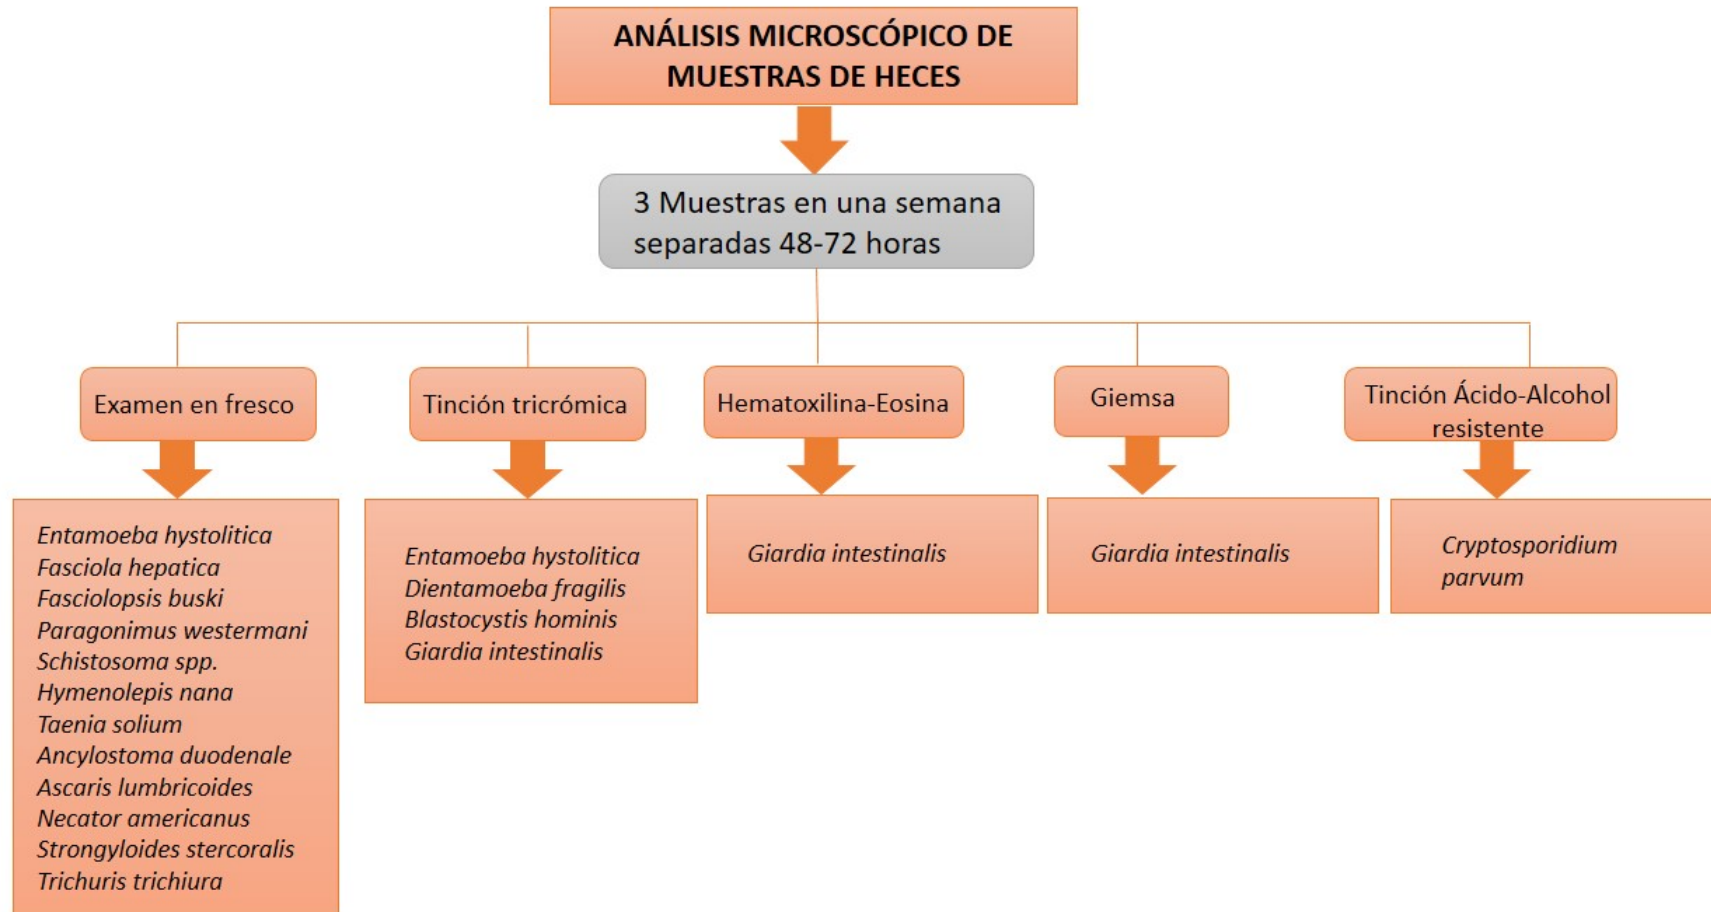 ANÁLISIS MICROSCÓPICO DE
MUESTRAS DE HECES
3 Muestras en una semana
separadas 48-72 horas
Examen en fresco
Tinción tricrómica
Hematoxilina-Eosina
Giemsa
Tinción Ácido-Alcohol
resistente
Entamoeba hystolitica
Fasciola hepatica
Fasciolopsis buski
Paragonimus westermani
Schistosoma spp.
Hymenolepis nana
Taenia solium
Ancylostoma duodenale
Ascaris lumbricoides
Necator americanus
Strongyloides stercoralis
Trichuris trichiura
Entamoeba hystolitica
Dientamoeba fragilis
Blastocystis hominis
Giardia intestinalis
Giardia intestinalis
Giardia intestinalis
Cryptosporidium
parvum